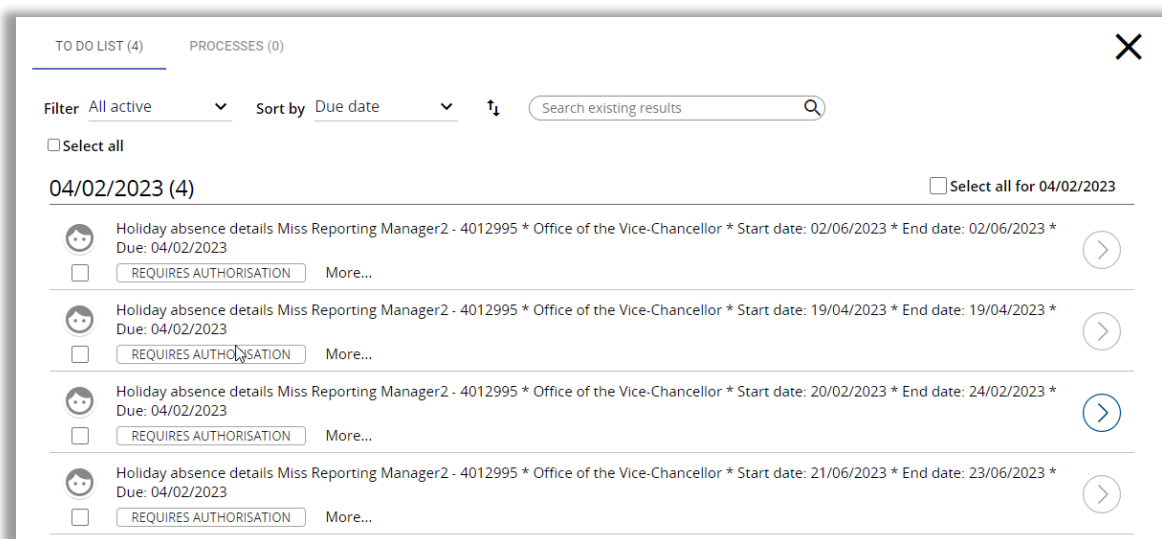 TO DO LIST (4) PROCESSES (0)
Filter All active Sort by Due date Search existing results
Select all
04/02/2023 (4) Select all for 04/02/2023
Holiday absence details Miss Reporting Manager2 - 4012995 * Office of the Vice-Chancellor * Start date: 02/06/2023 * End date: 02/06/2023 *
Due: 04/02/2023
REQUIRES AUTHORISATION More...
Holiday absence details Miss Reporting Manager2 - 4012995 * Office of the Vice-Chancellor * Start date: 19/04/2023 * End date: 19/04/2023 *
Due: 04/02/2023
REQUIRES AUTHORISATION More...
Holiday absence details Miss Reporting Manager2 - 4012995 * Office of the Vice-Chancellor * Start date: 20/02/2023 * End date: 24/02/2023 *
Due: 04/02/2023
REQUIRES AUTHORISATION More...
Holiday absence details Miss Reporting Manager2 - 4012995 * Office of the Vice-Chancellor * Start date: 21/06/2023 * End date: 23/06/2023 *
Due: 04/02/2023
REQUIRES AUTHORISATION More...